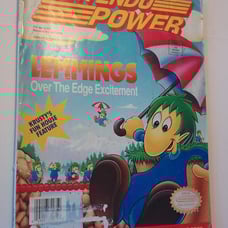 NINTENDO
POWER
LEMMINGS
Over The Edge Excitement
KRUSTY'S
FUN HOUSE
FEATURE